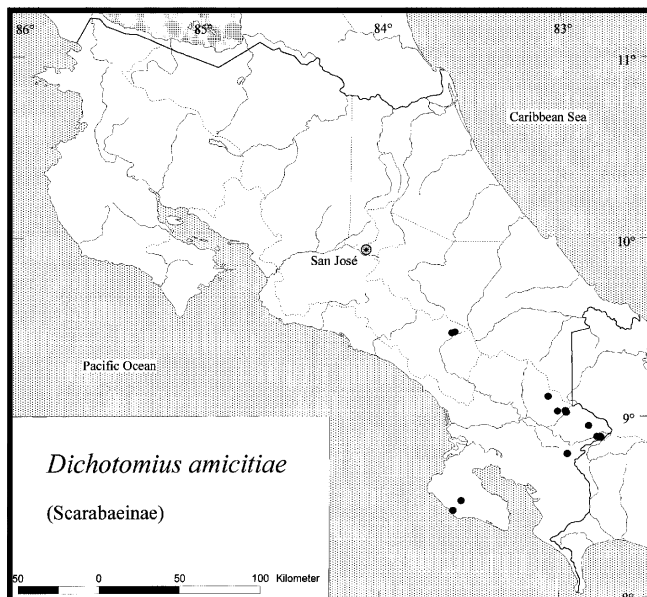 86° 85° 84° 83°
11°
Caribbean Sea
10°
San José
Pacific Ocean
9°
Dichotomius amicitiae
(Scarabaeinae)
50 0 50 100 Kilometer